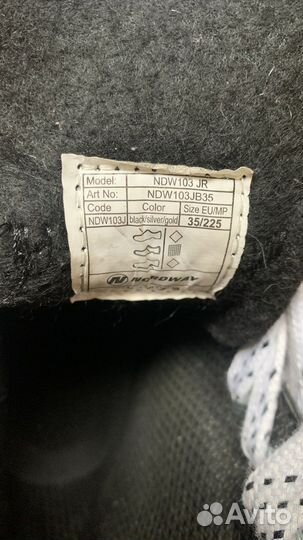 Model: NDW103 JR
Art No: NDW103JB35
Code Color Size EU/MP
NDW103J black/silver/gold 35/225
NORDWAY
Avito